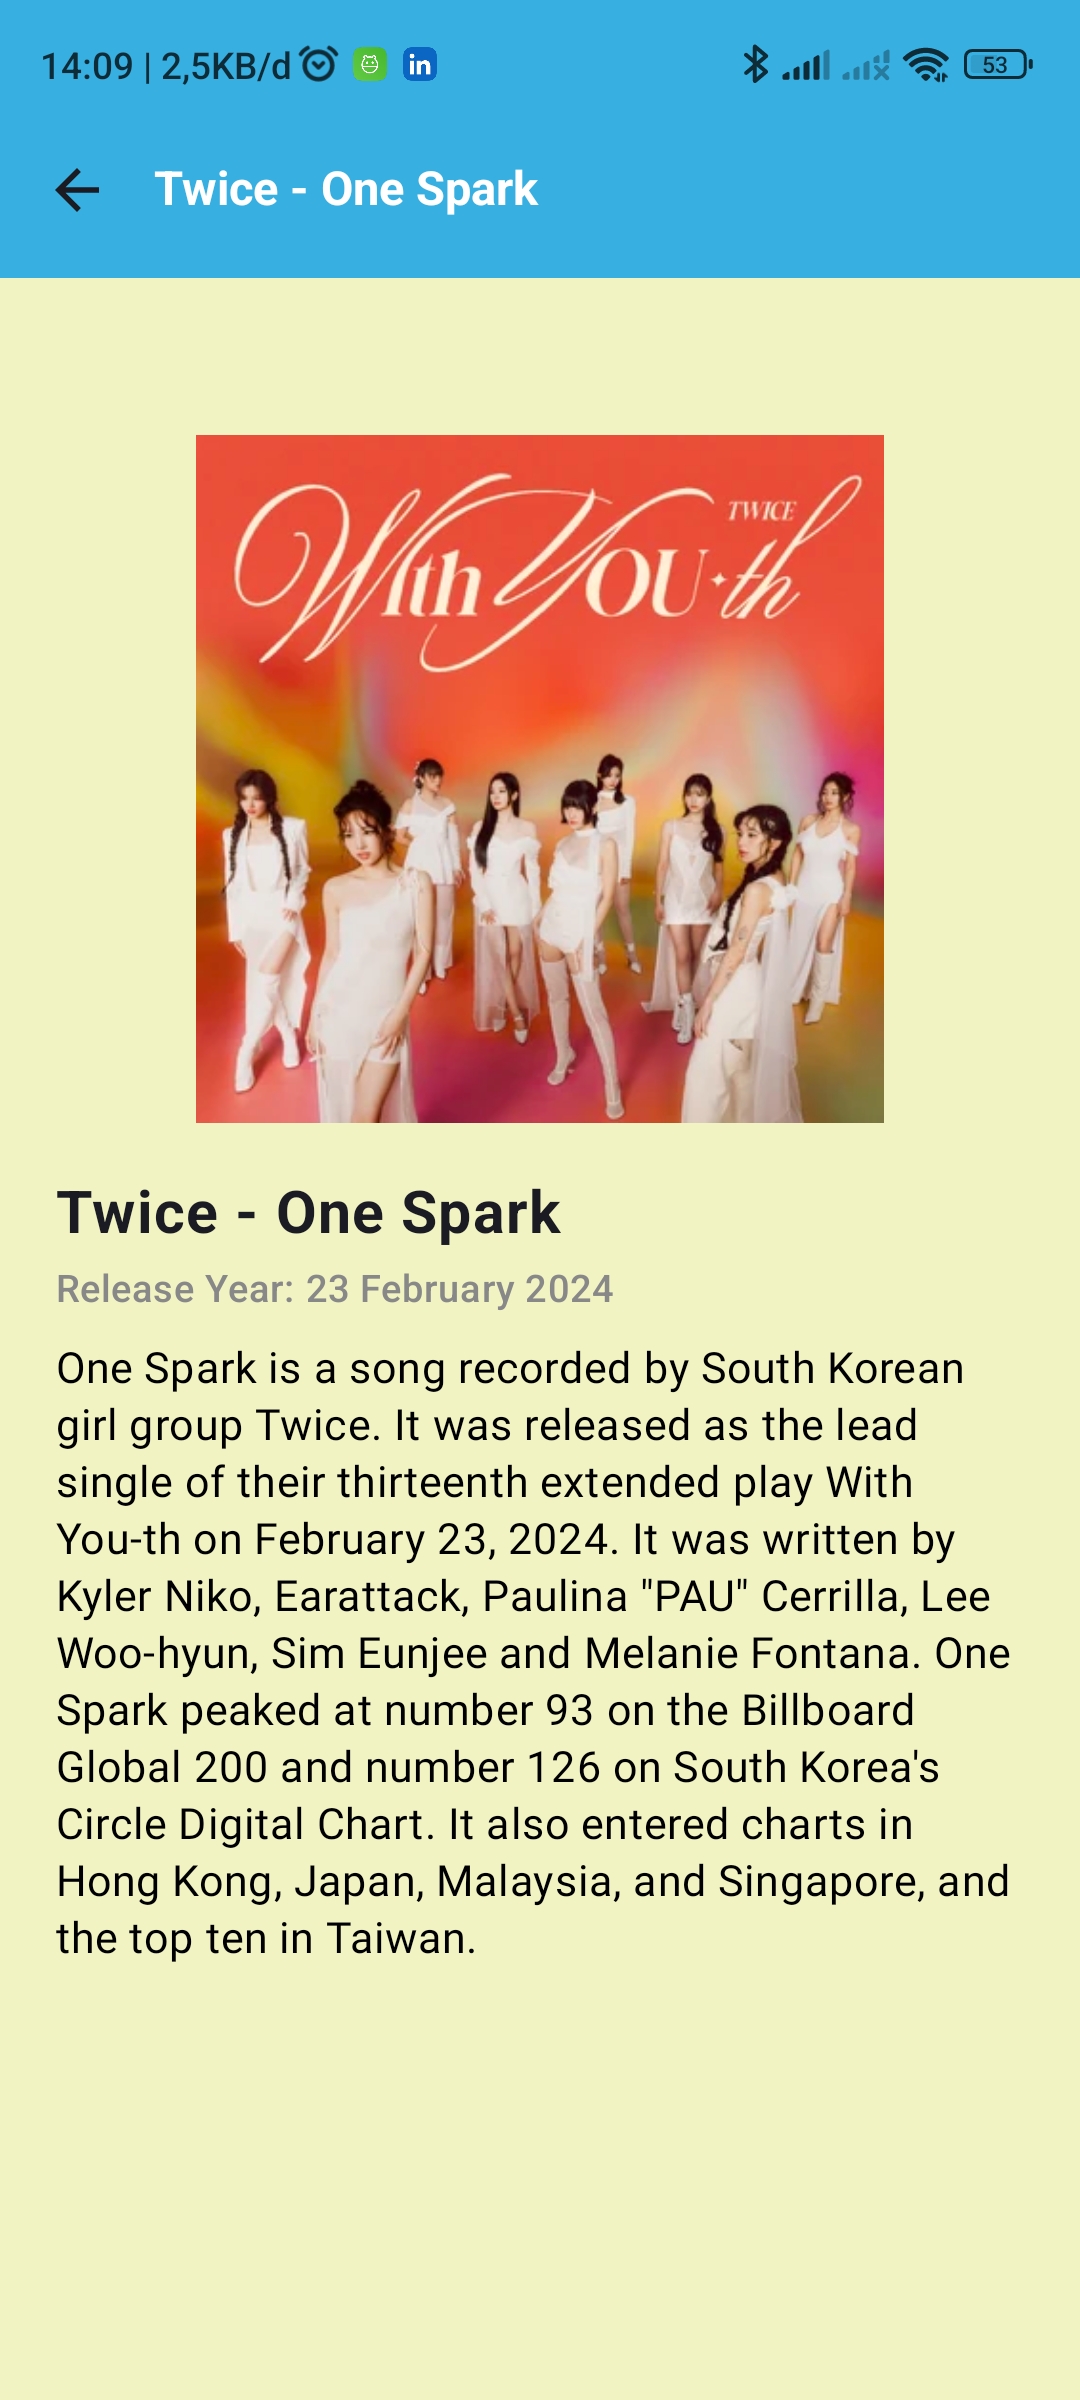 14:09 | 2,5KB/d
in
53
Twice - One Spark
With YOU-th
TWICE
Twice - One Spark
Release Year: 23 February 2024
One Spark is a song recorded by South Korean
girl group Twice. It was released as the lead
single of their thirteenth extended play With
You-th on February 23, 2024. It was written by
Kyler Niko, Earattack, Paulina "PAU" Cerrilla, Lee
Woo-hyun, Sim Eunjee and Melanie Fontana. One
Spark peaked at number 93 on the Billboard
Global 200 and number 126 on South Korea's
Circle Digital Chart. It also entered charts in
Hong Kong, Japan, Malaysia, and Singapore, and
the top ten in Taiwan.